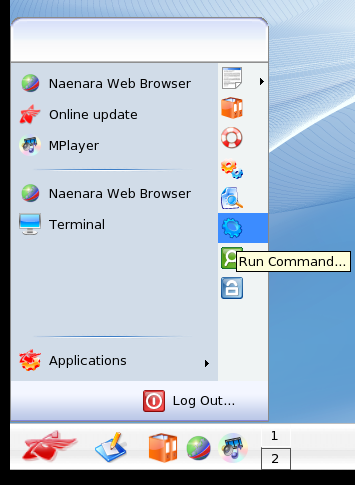 Naenara Web Browser
Online update
MPlayer
Naenara Web Browser
Terminal
Run Command...
Applications
Log Out...
1
2